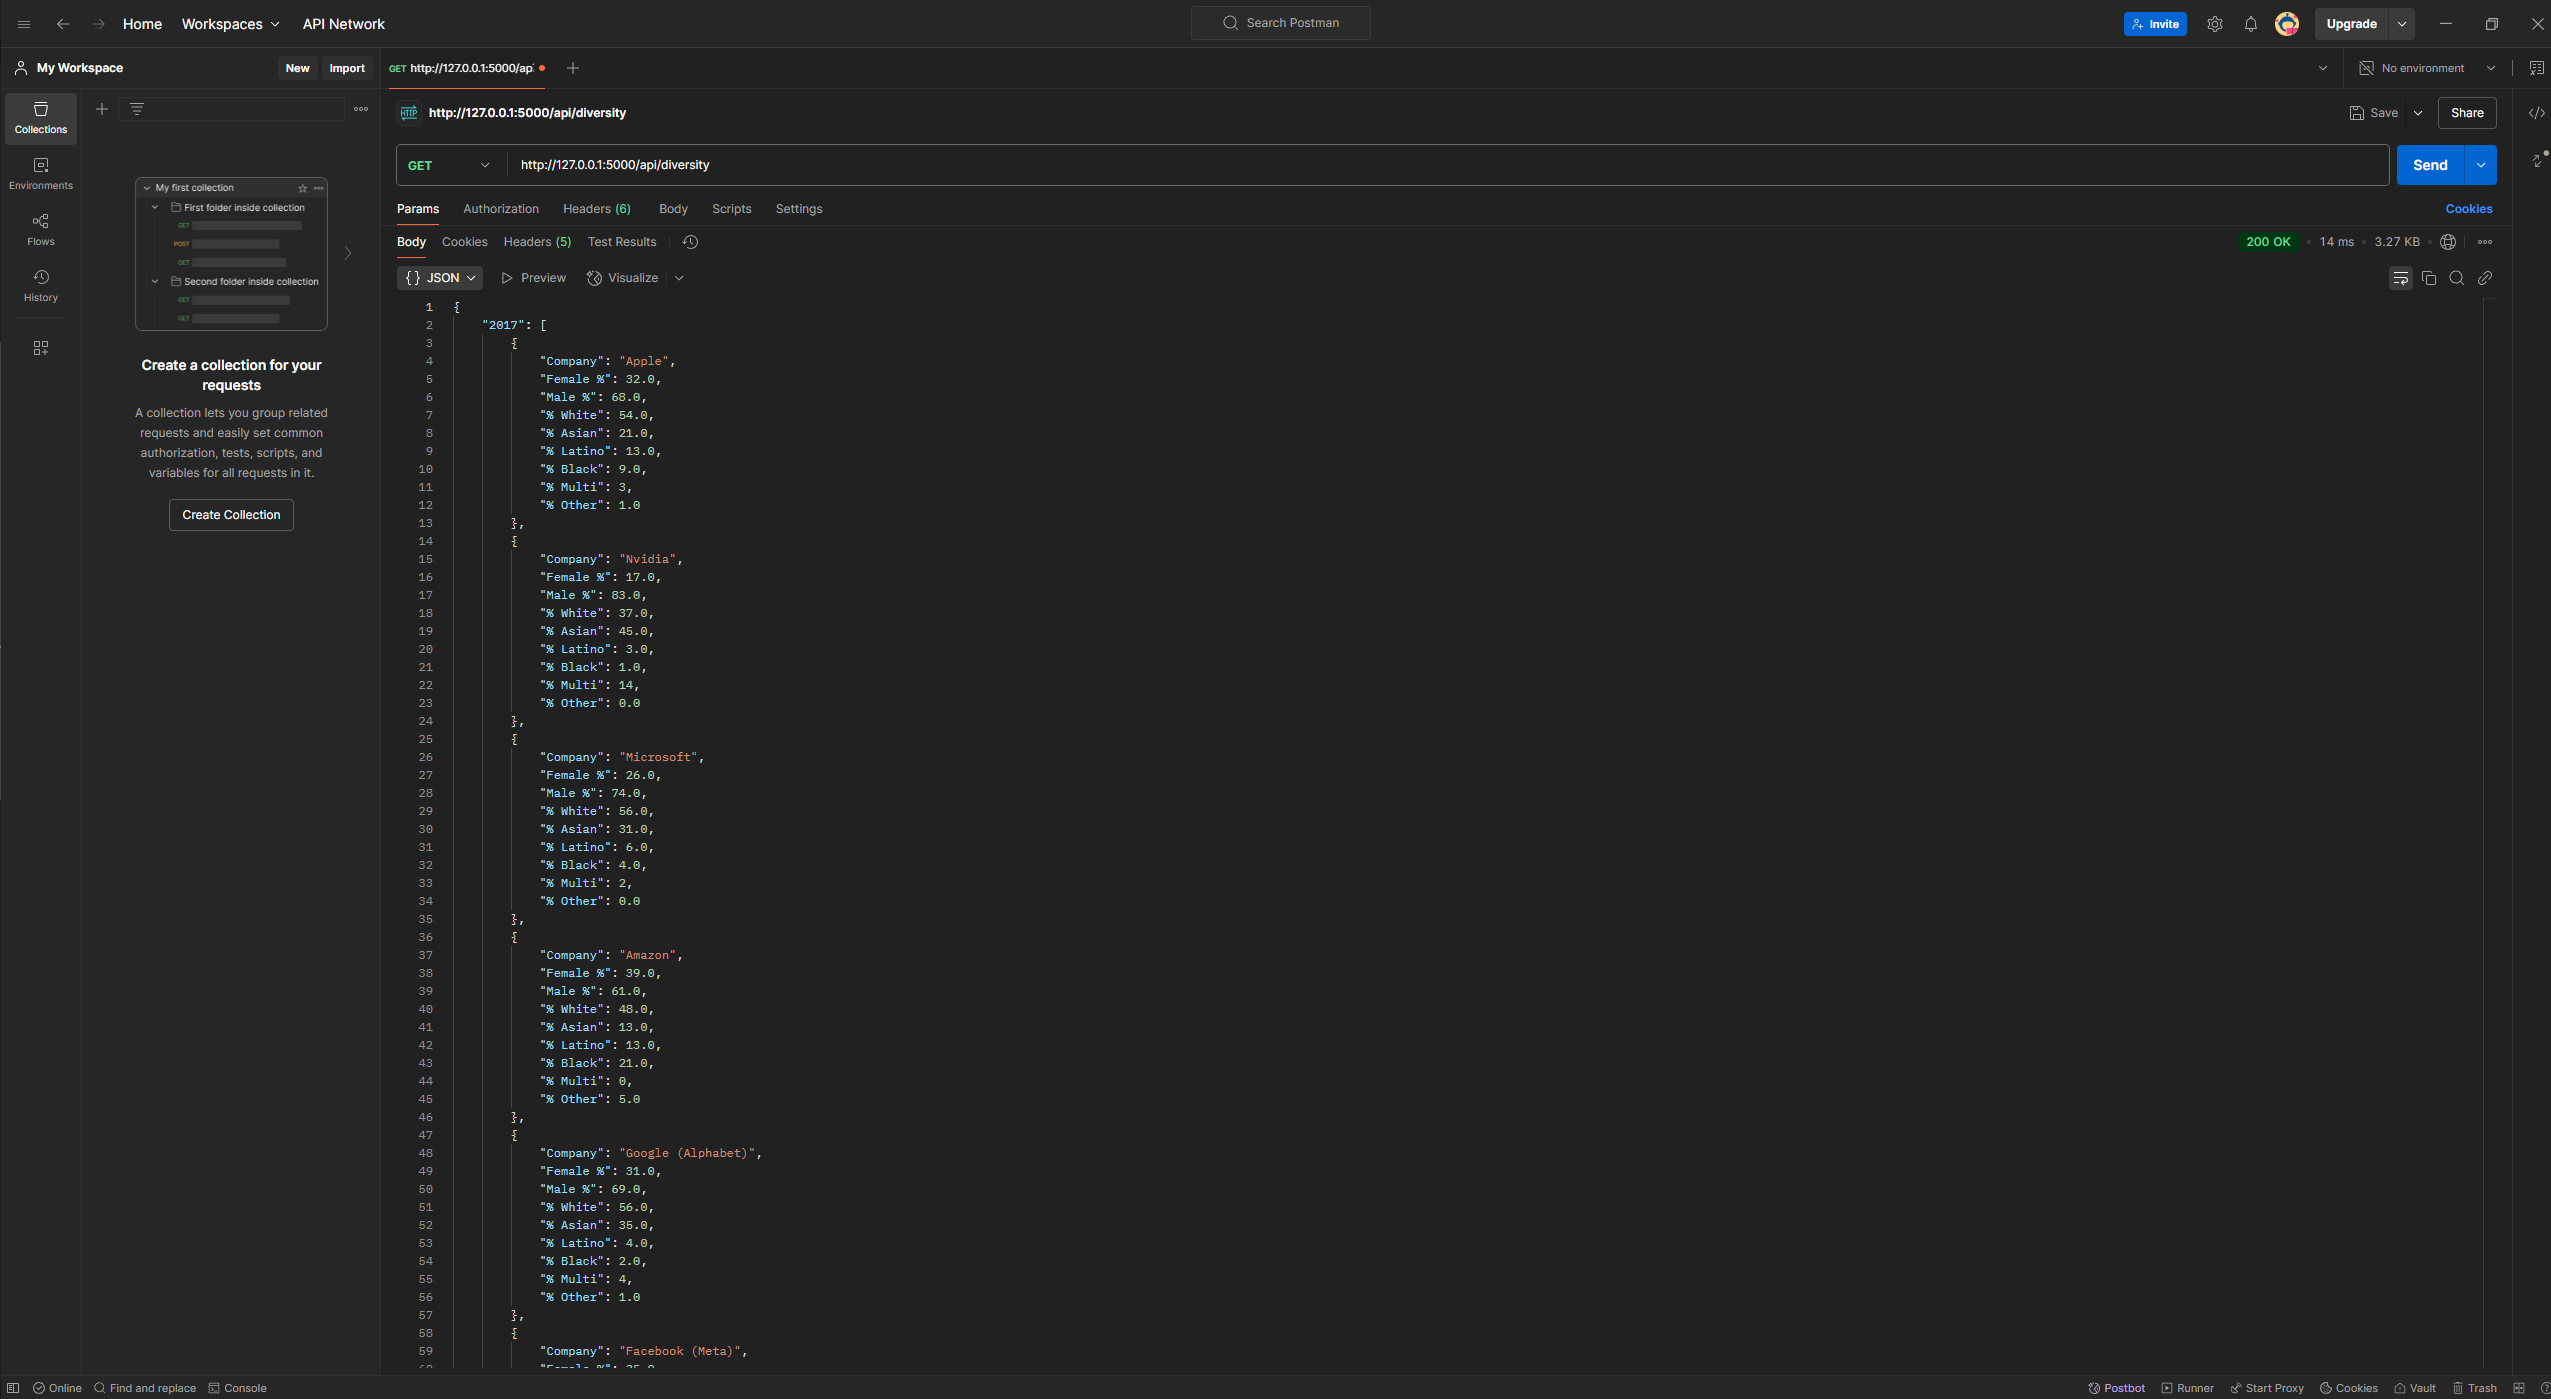 Home Workspaces API Network
Search Postman
Invite
Upgrade
My Workspace New Import
GET http://127.0.0.1:5000/ap
No environment
Collections
Environments
Flows
History
My first collection
First folder inside collection
GET
POST
GET
Second folder inside collection
GET
GET
Create a collection for your
requests
A collection lets you group related
requests and easily set common
authorization, tests, scripts, and
variables for all requests in it.
Create Collection
HTTP http://127.0.0.1:5000/api/diversity
Save Share
GET http://127.0.0.1:5000/api/diversity
Send
Params Authorization Headers (6) Body Scripts Settings
Cookies
Body Cookies Headers (5) Test Results
200 OK • 14 ms • 3.27 KB •
{} JSON Preview Visualize
1 {
2 "2017": [
3 {
4 "Company": "Apple",
5 "Female %": 32.0,
6 "Male %": 68.0,
7 "% White": 54.0,
8 "% Asian": 21.0,
9 "% Latino": 13.0,
10 "% Black": 9.0,
11 "% Multi": 3,
12 "% Other": 1.0
13 },
14 {
15 "Company": "Nvidia",
16 "Female %": 17.0,
17 "Male %": 83.0,
18 "% White": 37.0,
19 "% Asian": 45.0,
20 "% Latino": 3.0,
21 "% Black": 1.0,
22 "% Multi": 14,
23 "% Other": 0.0
24 },
25 {
26 "Company": "Microsoft",
27 "Female %": 26.0,
28 "Male %": 74.0,
29 "% White": 56.0,
30 "% Asian": 31.0,
31 "% Latino": 6.0,
32 "% Black": 4.0,
33 "% Multi": 2,
34 "% Other": 0.0
35 },
36 {
37 "Company": "Amazon",
38 "Female %": 39.0,
39 "Male %": 61.0,
40 "% White": 48.0,
41 "% Asian": 13.0,
42 "% Latino": 13.0,
43 "% Black": 21.0,
44 "% Multi": 0,
45 "% Other": 5.0
46 },
47 {
48 "Company": "Google (Alphabet)",
49 "Female %": 31.0,
50 "Male %": 69.0,
51 "% White": 56.0,
52 "% Asian": 35.0,
53 "% Latino": 4.0,
54 "% Black": 2.0,
55 "% Multi": 4,
56 "% Other": 1.0
57 },
58 {
59 "Company": "Facebook (Meta)",
Online Find and replace Console
Postbot Runner Start Proxy Cookies Vault Trash